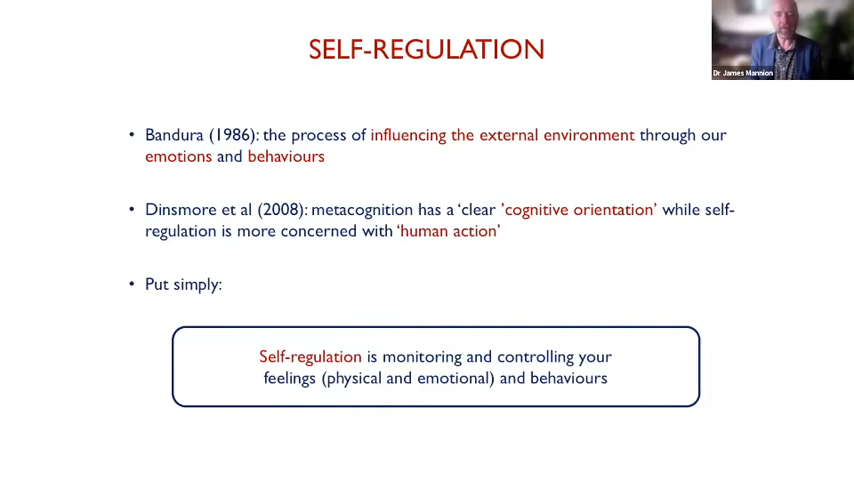 SELF-REGULATION
Dr James Mannion
• Bandura (1986): the process of influencing the external environment through our
emotions and behaviours
• Dinsmore et al (2008): metacognition has a ‘clear ’cognitive orientation’ while self-
regulation is more concerned with ‘human action’
• Put simply:
Self-regulation is monitoring and controlling your
feelings (physical and emotional) and behaviours